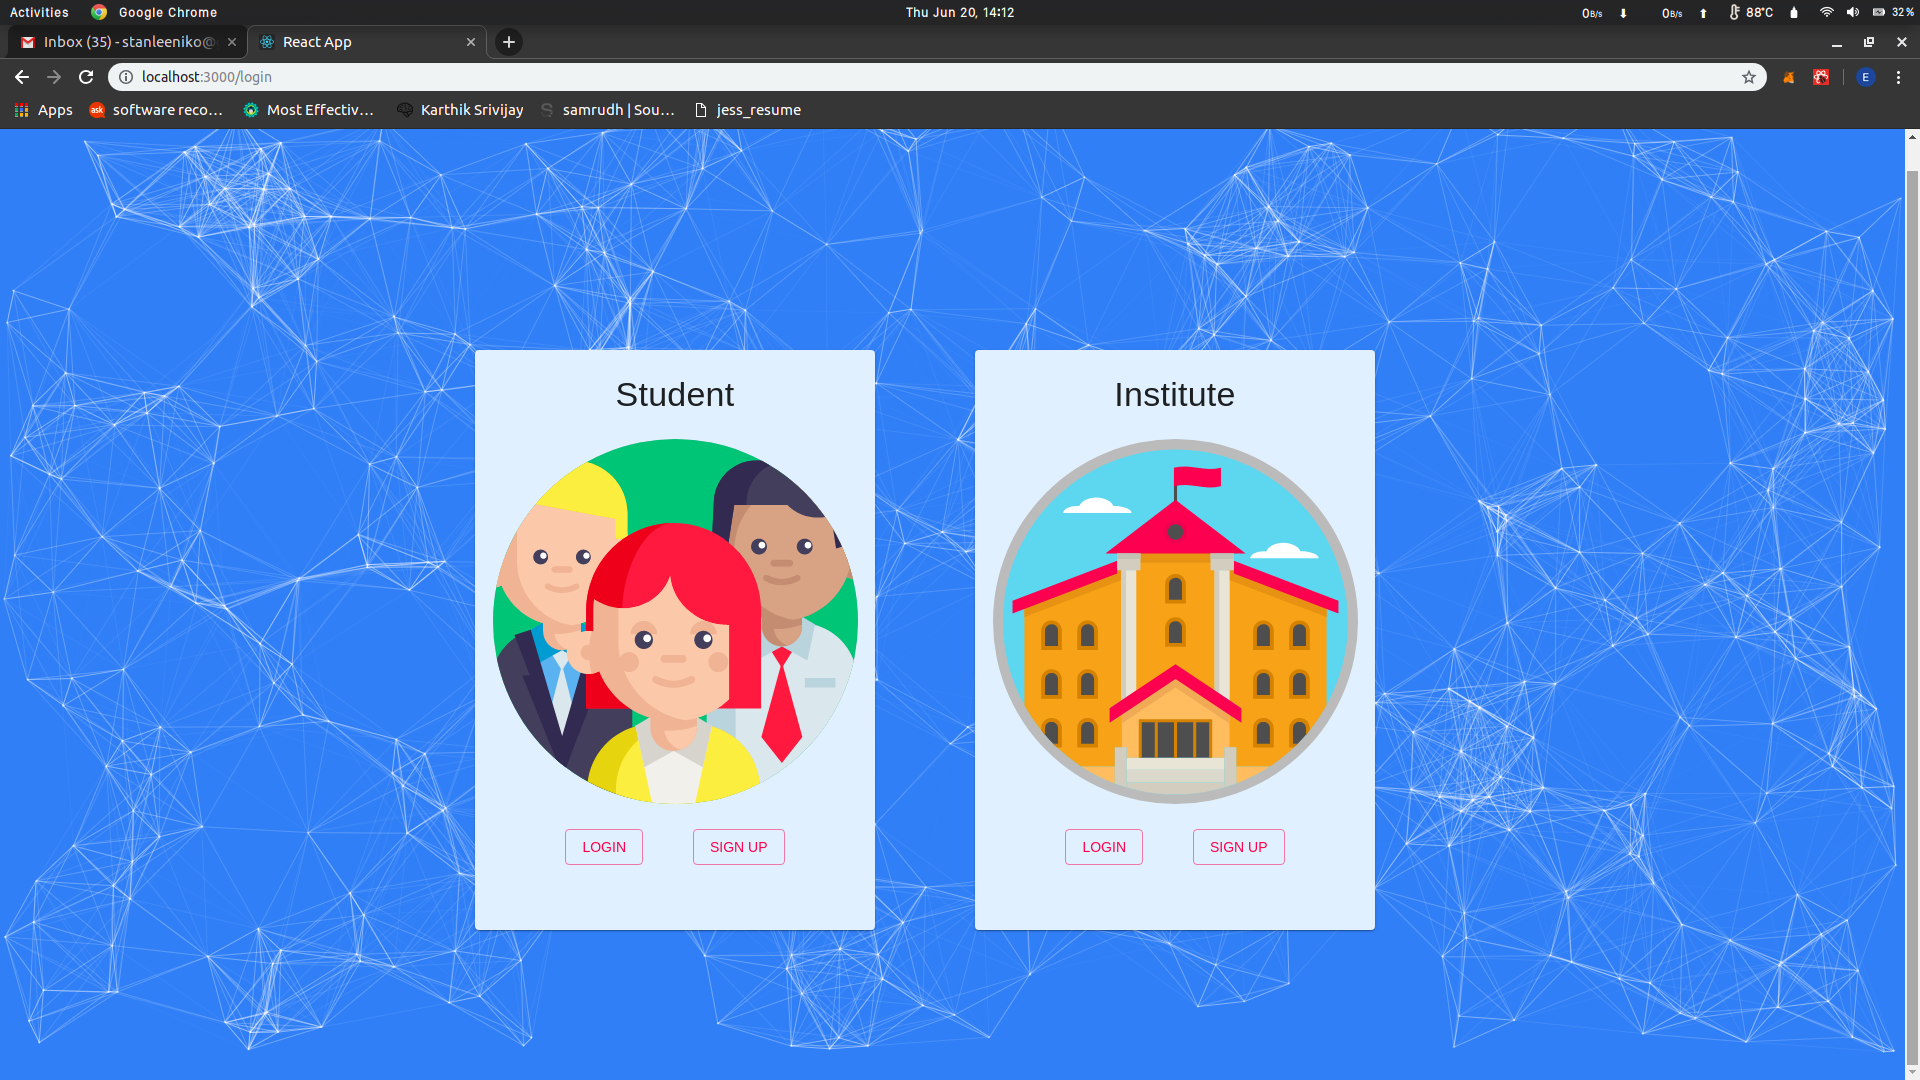 Activities Google Chrome Thu Jun 20, 14:12 0B/s 0B/s 88°C 32 %
Inbox (35) - stanleeniko@ React App
localhost:3000/login E
Apps ask software reco... Most Effectiv... Karthik Srivijay S samrudh | Sou... jess_resume
Student Institute
LOGIN SIGN UP LOGIN SIGN UP